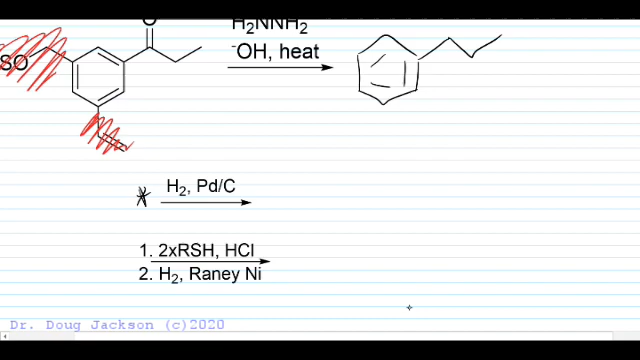 O
H₂NNH₂
SO
⁻OH, heat
* H₂, Pd/C
1. 2xRSH, HCl
2. H₂, Raney Ni
Dr. Doug Jackson (c)2020